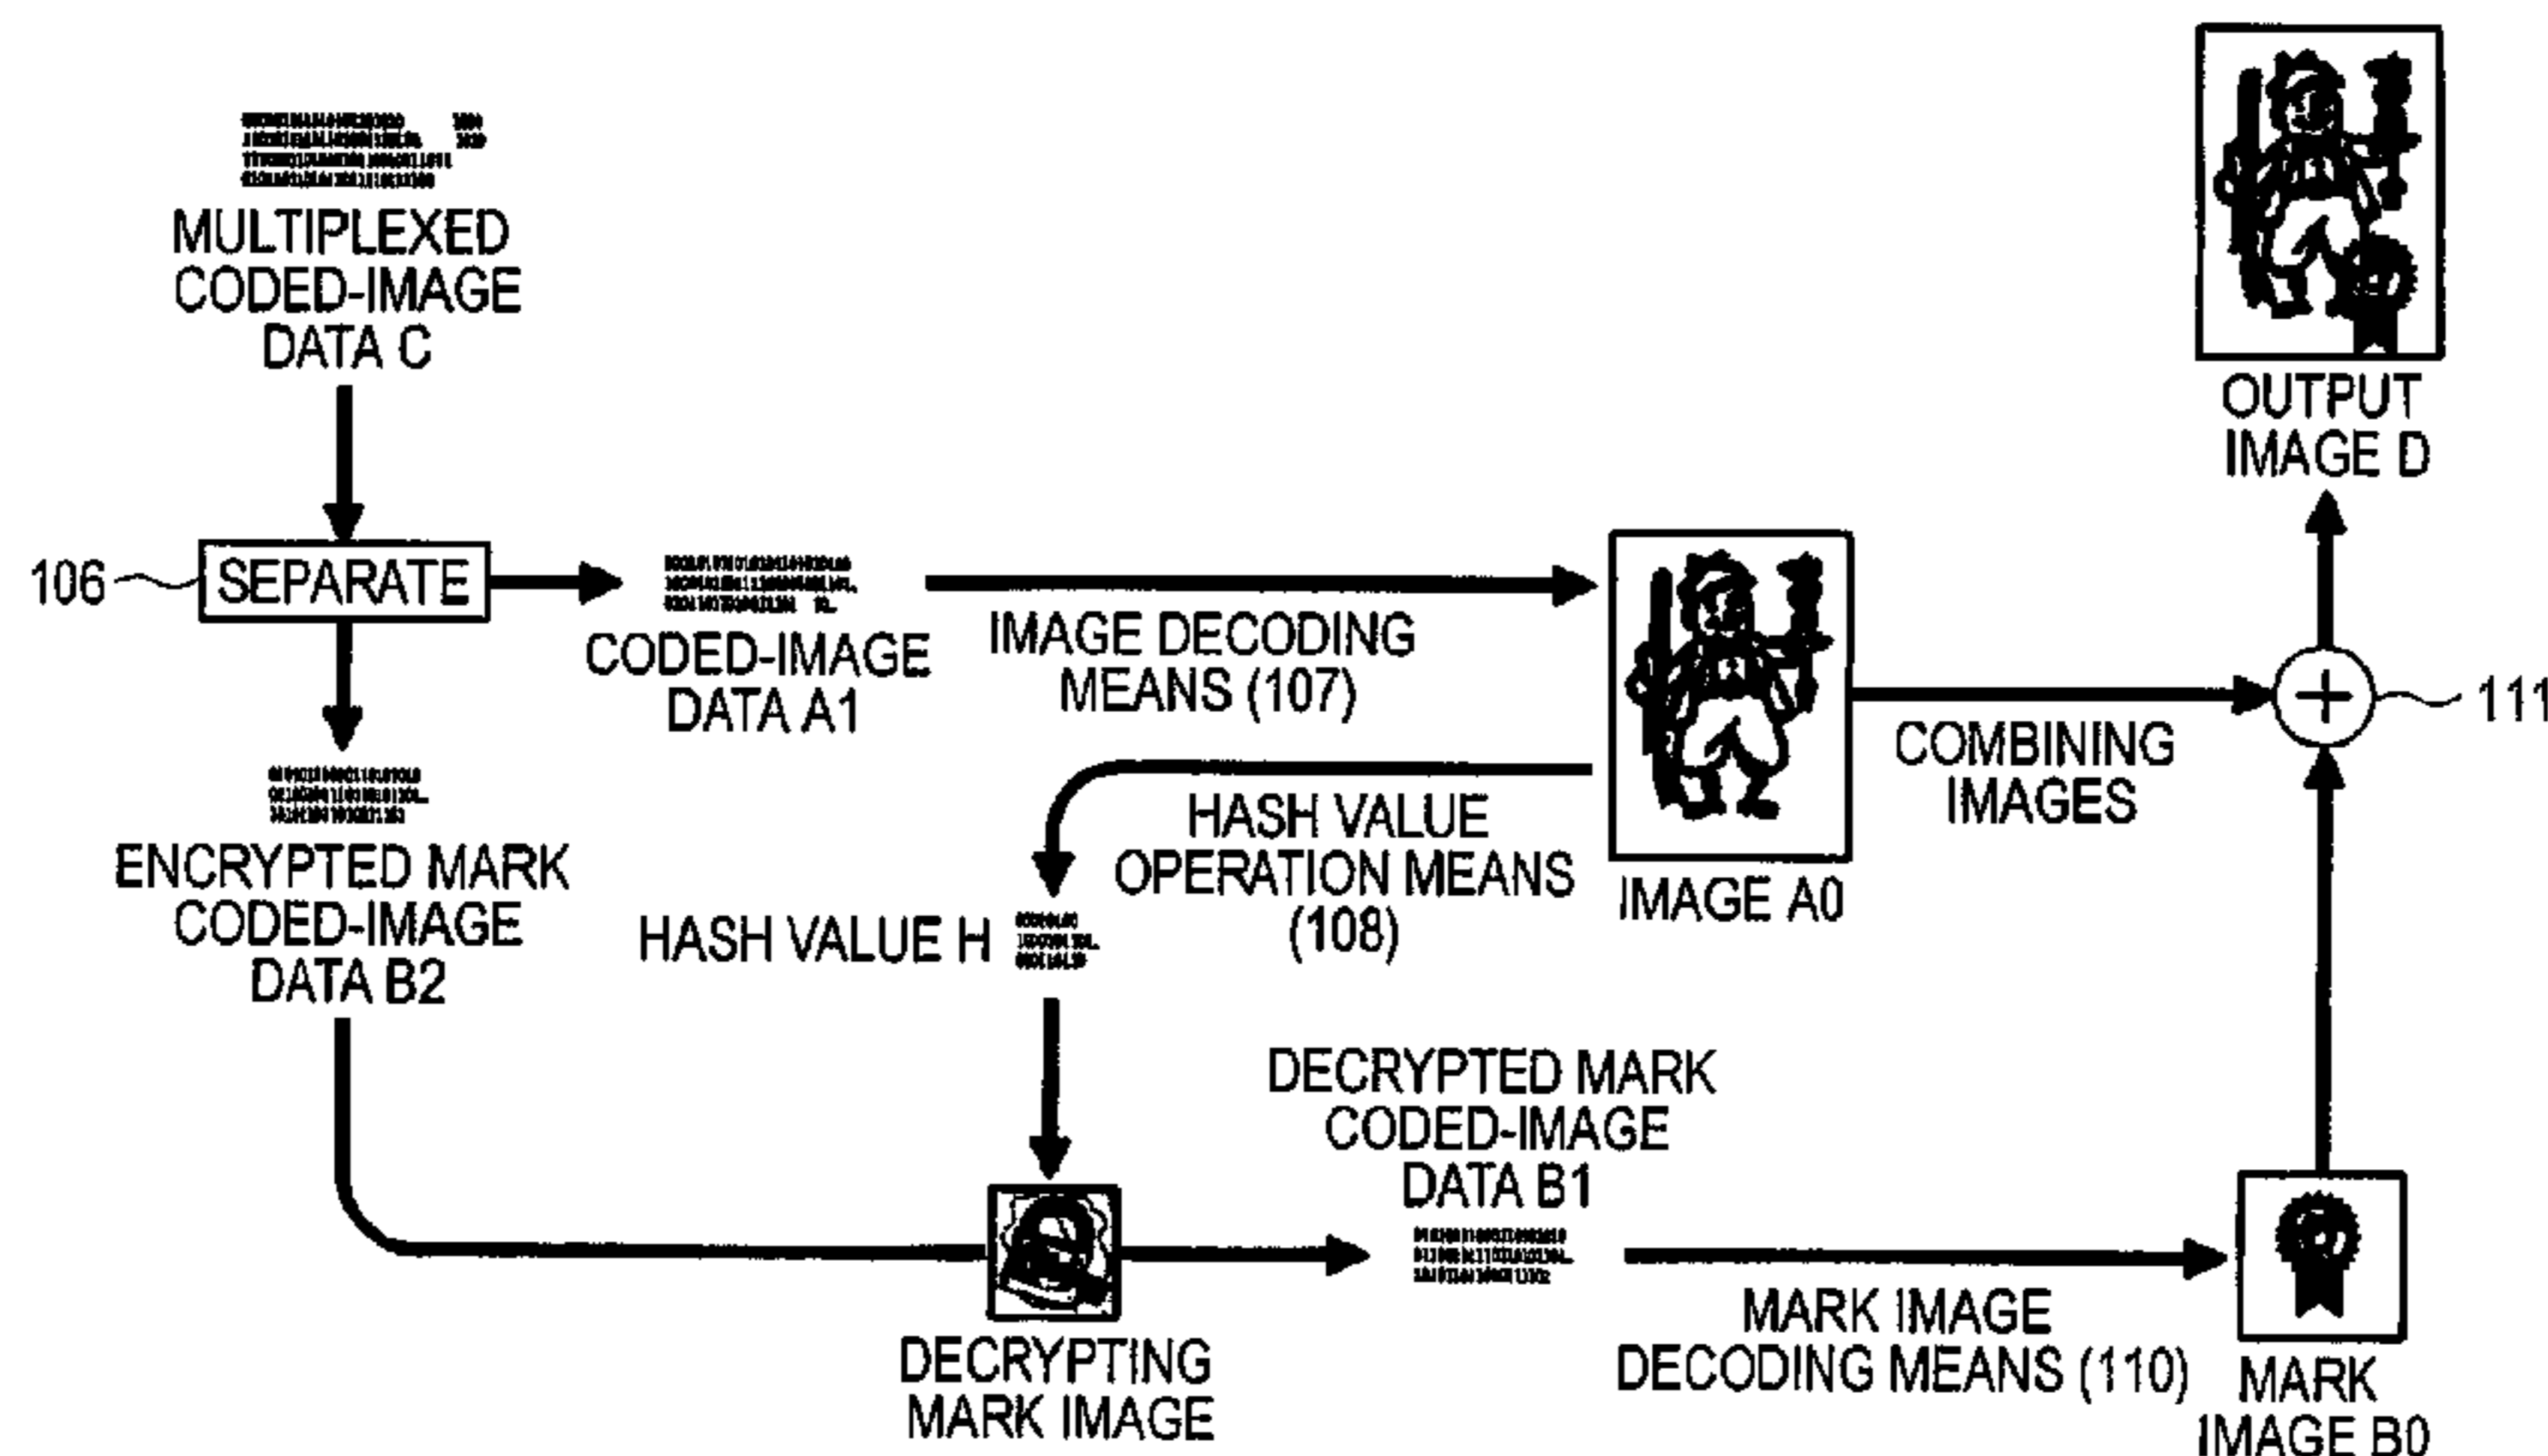 MULTIPLEXED
CODED-IMAGE
DATA C
OUTPUT
IMAGE D
106
SEPARATE
CODED-IMAGE
DATA A1
IMAGE DECODING
MEANS (107)
COMBINING
IMAGES
111
HASH VALUE
OPERATION MEANS
(108)
IMAGE A0
ENCRYPTED MARK
CODED-IMAGE
DATA B2
HASH VALUE H
DECRYPTED MARK
CODED-IMAGE
DATA B1
DECRYPTING
MARK IMAGE
MARK IMAGE
DECODING MEANS (110)
MARK
IMAGE B0